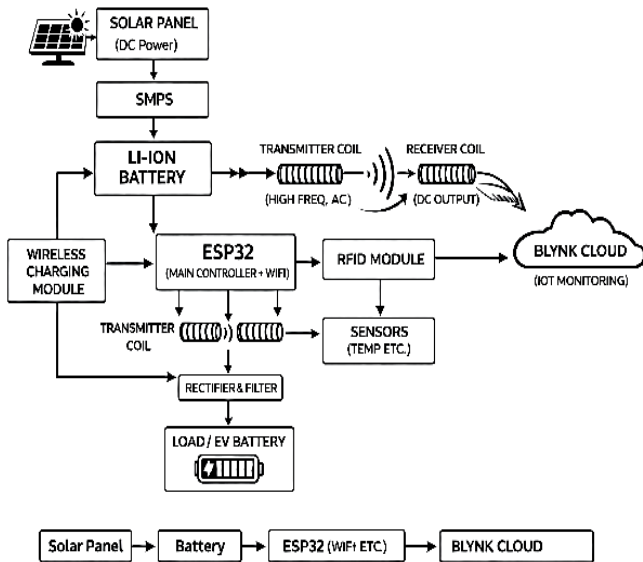 SOLAR PANEL
(DC Power)
SMPS
LI-ION
BATTERY
TRANSMITTER COIL
(HIGH FREQ, AC)
RECEIVER COIL
(DC OUTPUT)
BLYNK CLOUD
(IOT MONITORING)
WIRELESS
CHARGING
MODULE
ESP32
(MAIN CONTROLLER + WIFI)
RFID MODULE
TRANSMITTER
COIL
SENSORS
(TEMP ETC.)
RECTIFIER & FILTER
LOAD / EV BATTERY
Solar Panel
Battery
ESP32 (WIFI ETC.)
BLYNK CLOUD